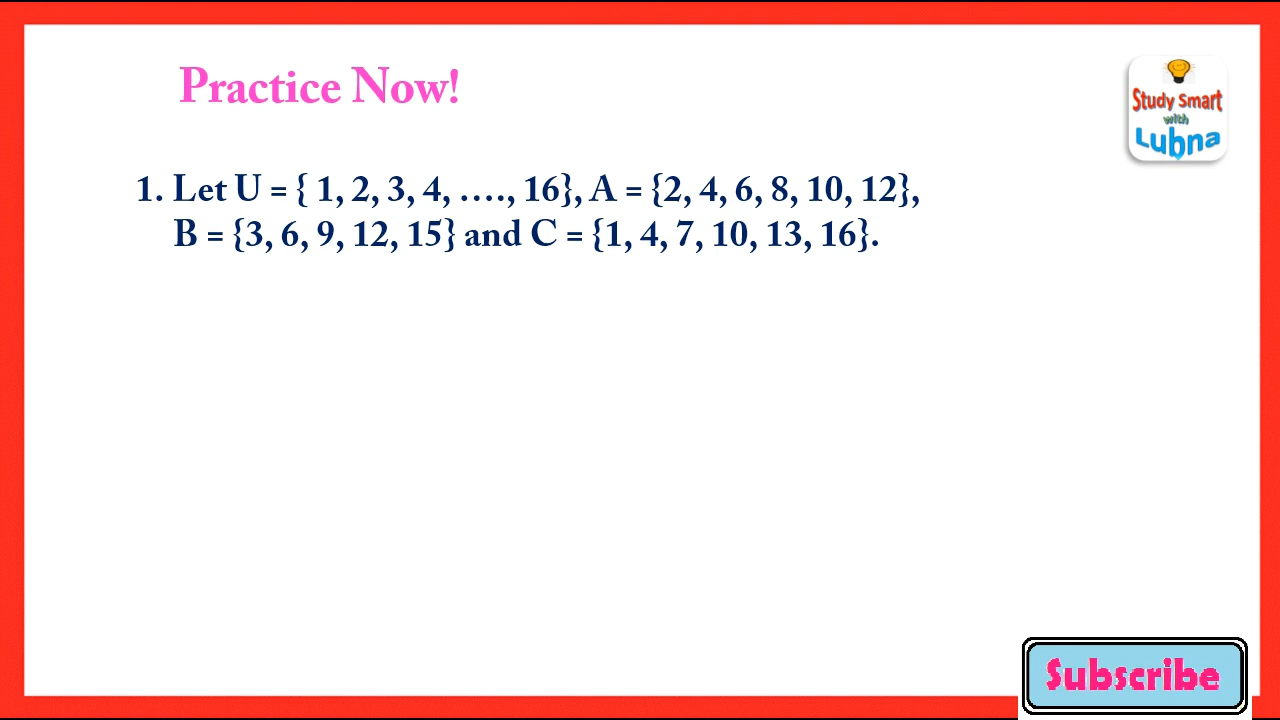 Practice Now!
Study Smart
with
Lubna
1. Let U = { 1, 2, 3, 4, …., 16}, A = {2, 4, 6, 8, 10, 12},
B = {3, 6, 9, 12, 15} and C = {1, 4, 7, 10, 13, 16}.
Subscribe